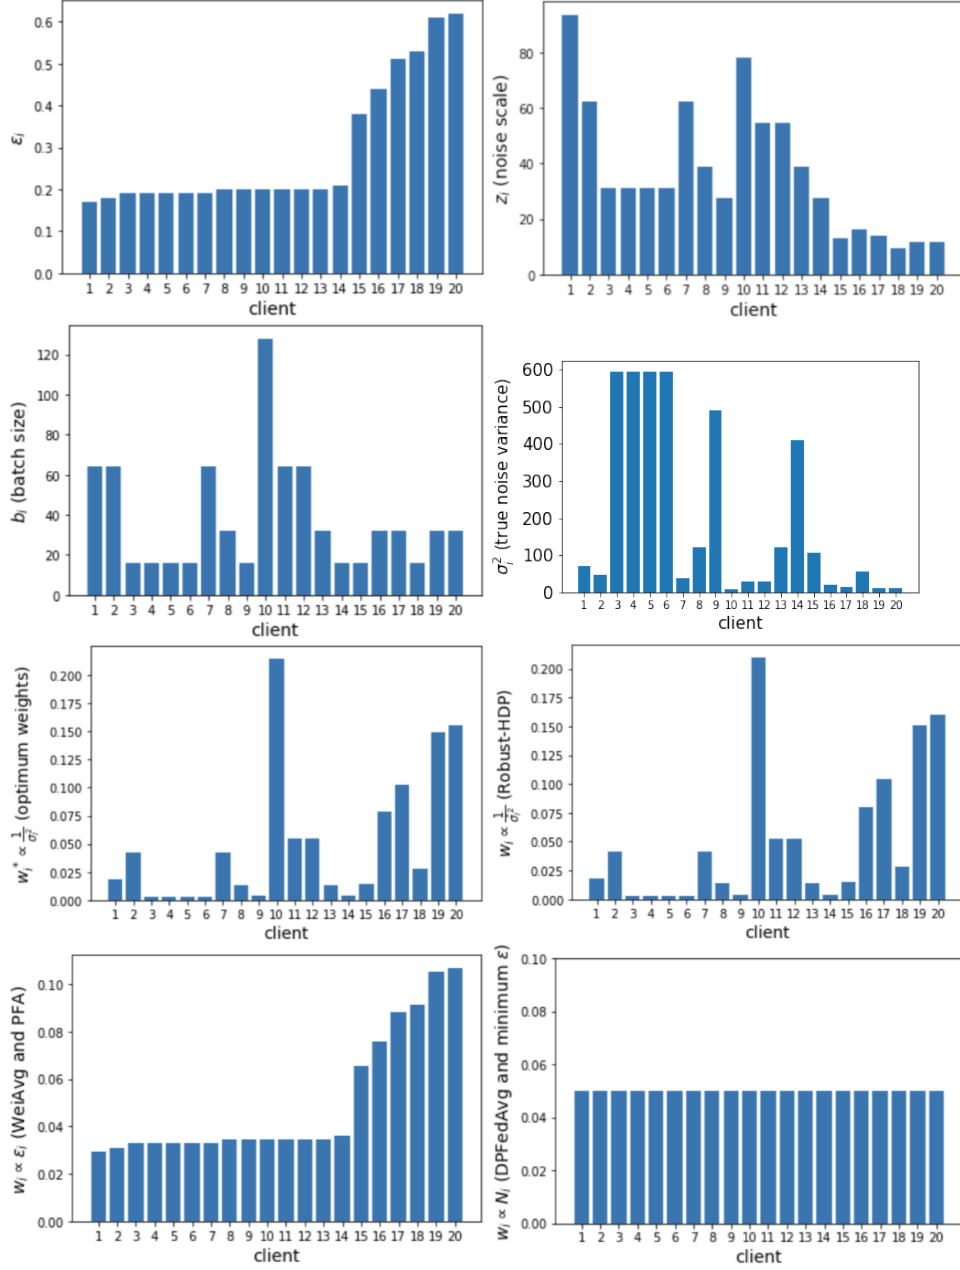 ε_i
0.6
0.5
0.4
0.3
0.2
0.1
0.0
1 2 3 4 5 6 7 8 9 10 11 12 13 14 15 16 17 18 19 20
client
z_i (noise scale)
80
60
40
20
0
1 2 3 4 5 6 7 8 9 10 11 12 13 14 15 16 17 18 19 20
client
b_i (batch size)
120
100
80
60
40
20
0
1 2 3 4 5 6 7 8 9 10 11 12 13 14 15 16 17 18 19 20
client
σ_i^2 (true noise variance)
600
500
400
300
200
100
0
1 2 3 4 5 6 7 8 9 10 11 12 13 14 15 16 17 18 19 20
client
w_i^* ∝ 1/σ_i^2 (optimum weights)
0.200
0.175
0.150
0.125
0.100
0.075
0.050
0.025
0.000
1 2 3 4 5 6 7 8 9 10 11 12 13 14 15 16 17 18 19 20
client
w_i ∝ 1/σ_i^2 (Robust-HDP)
0.200
0.175
0.150
0.125
0.100
0.075
0.050
0.025
0.000
1 2 3 4 5 6 7 8 9 10 11 12 13 14 15 16 17 18 19 20
client
w_i ∝ ε_i (WeiAvg and PFA)
0.10
0.08
0.06
0.04
0.02
0.00
1 2 3 4 5 6 7 8 9 10 11 12 13 14 15 16 17 18 19 20
client
w_i ∝ N_i (DPFedAvg and minimum ε)
0.10
0.08
0.06
0.04
0.02
0.00
1 2 3 4 5 6 7 8 9 10 11 12 13 14 15 16 17 18 19 20
client